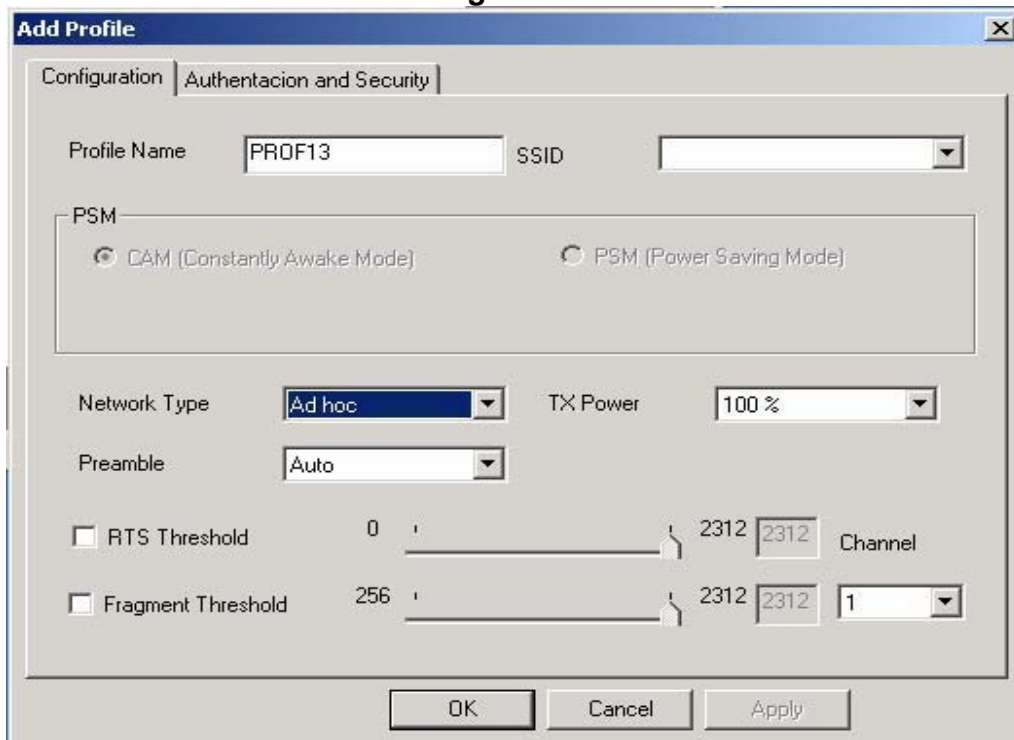 g
Add Profile
Configuration Authentacion and Security
Profile Name PROF13 SSID
PSM
CAM (Constantly Awake Mode) PSM (Power Saving Mode)
Network Type Ad hoc TX Power 100 %
Preamble Auto
RTS Threshold 0 2312 2312 Channel
Fragment Threshold 256 2312 2312 1
OK Cancel Apply